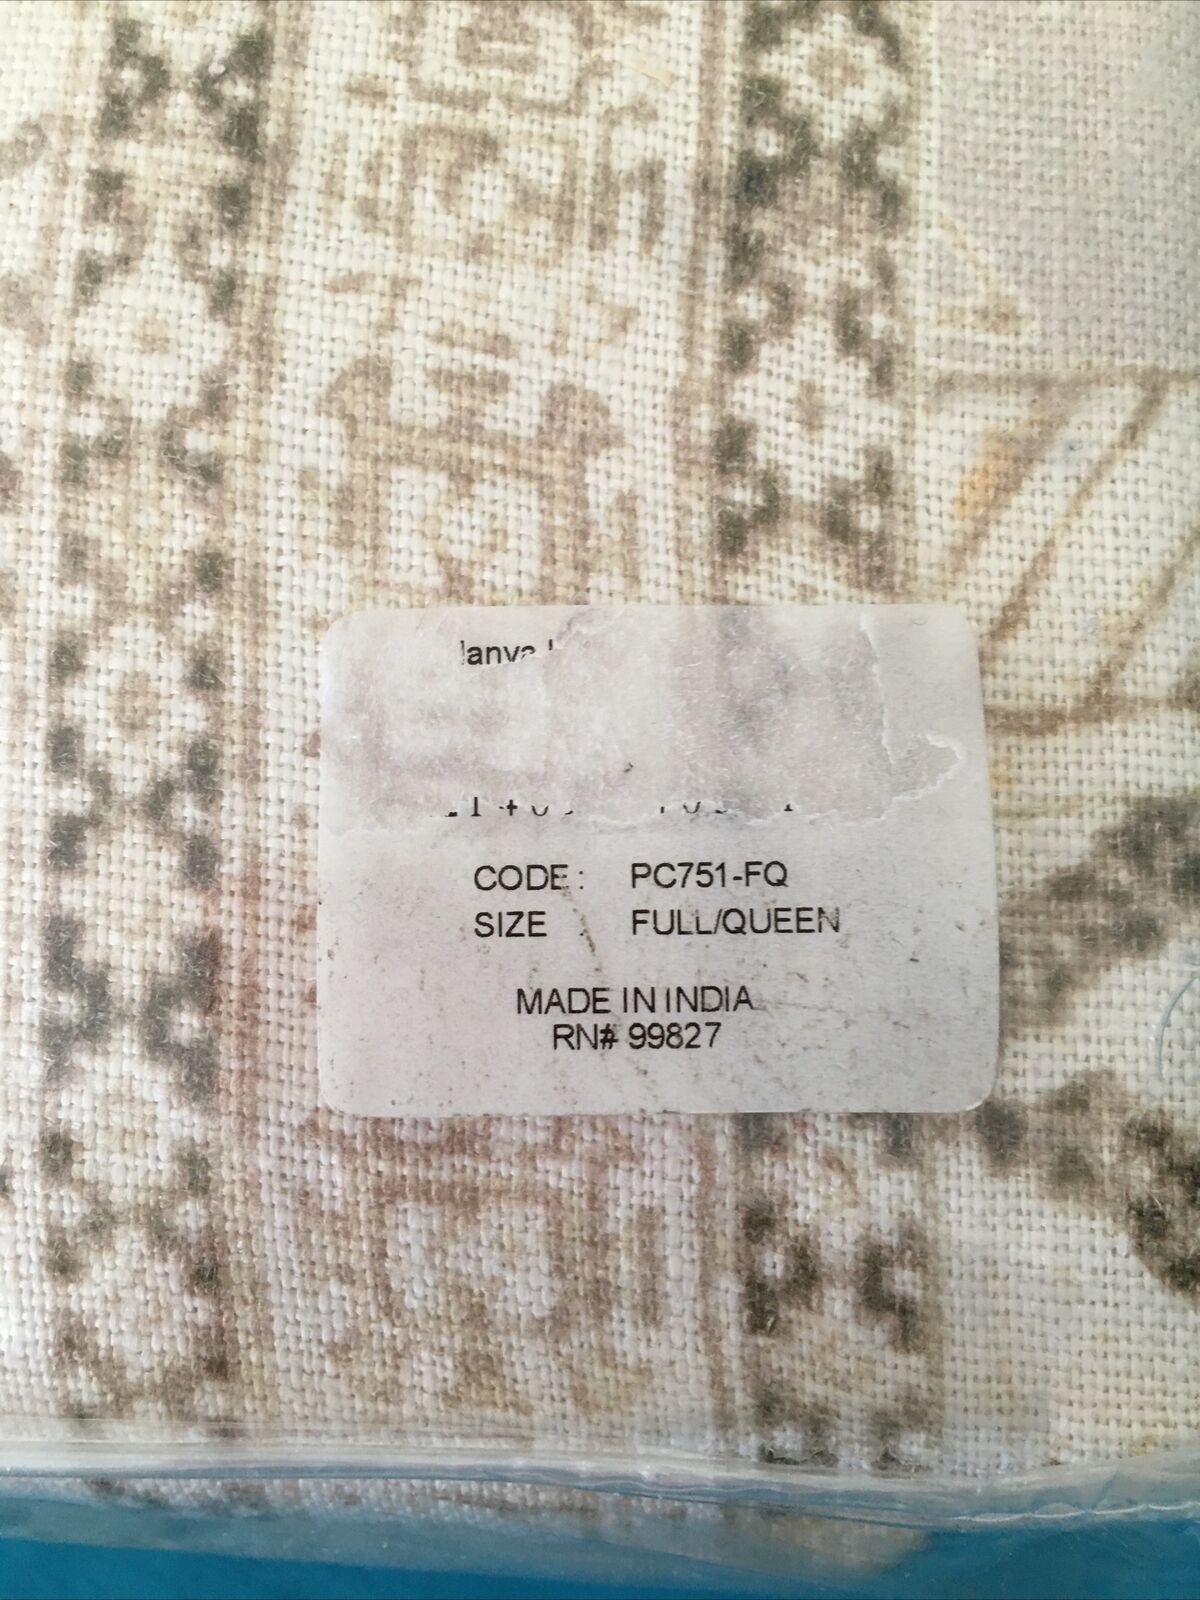 CODE : PC751-FQ
SIZE : FULL/QUEEN
MADE IN INDIA
RN# 99827